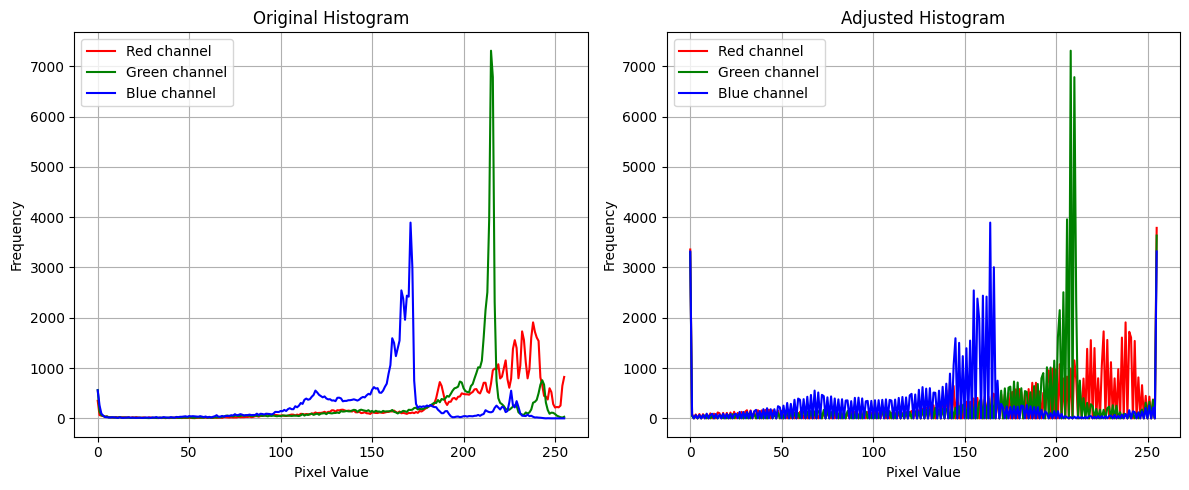 Original Histogram
Red channel
Green channel
Blue channel
7000
6000
5000
4000
3000
2000
1000
0
Frequency
0 50 100 150 200 250
Pixel Value
Adjusted Histogram
Red channel
Green channel
Blue channel
7000
6000
5000
4000
3000
2000
1000
0
Frequency
0 50 100 150 200 250
Pixel Value